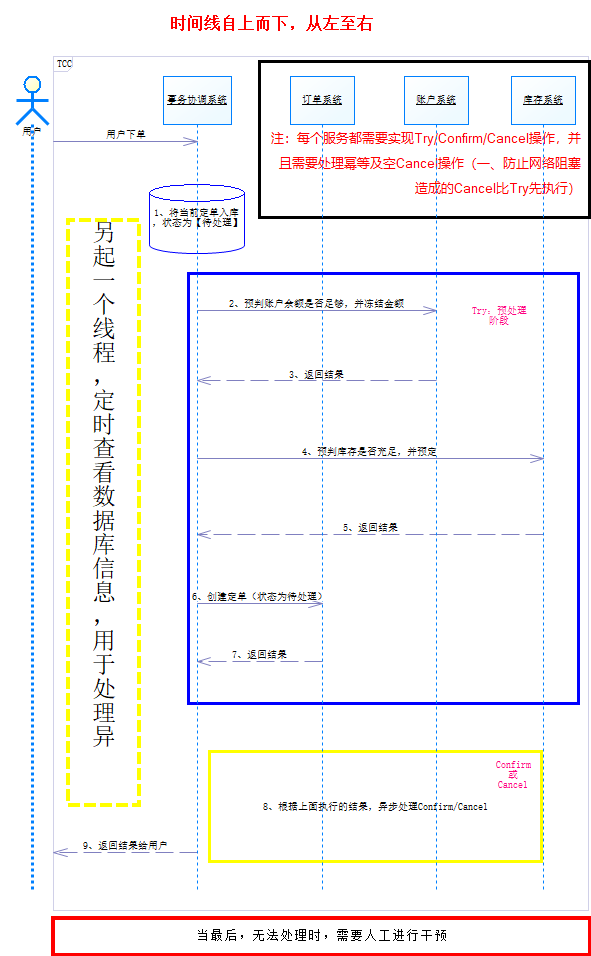 时间线自上而下，从左至右
TCC
事务协调系统
订单系统
账户系统
库存系统
用户
用户下单
注：每个服务都需要实现Try/Confirm/Cancel操作，并
且需要处理幂等及空Cancel操作（一、防止网络阻塞
造成的Cancel比Try先执行）
1、将当前定单入库
，状态为【待处理】
另起一个线程，定时查看数据库信息，用于处理异
2、预判账户余额是否足够，并冻结金额
Try：预处理
阶段
3、返回结果
4、预判库存是否充足，并预定
5、返回结果
6、创建定单（状态为待处理）
7、返回结果
Confirm
或
Cancel
8、根据上面执行的结果，异步处理Confirm/Cancel
9、返回结果给用户
当最后，无法处理时，需要人工进行干预